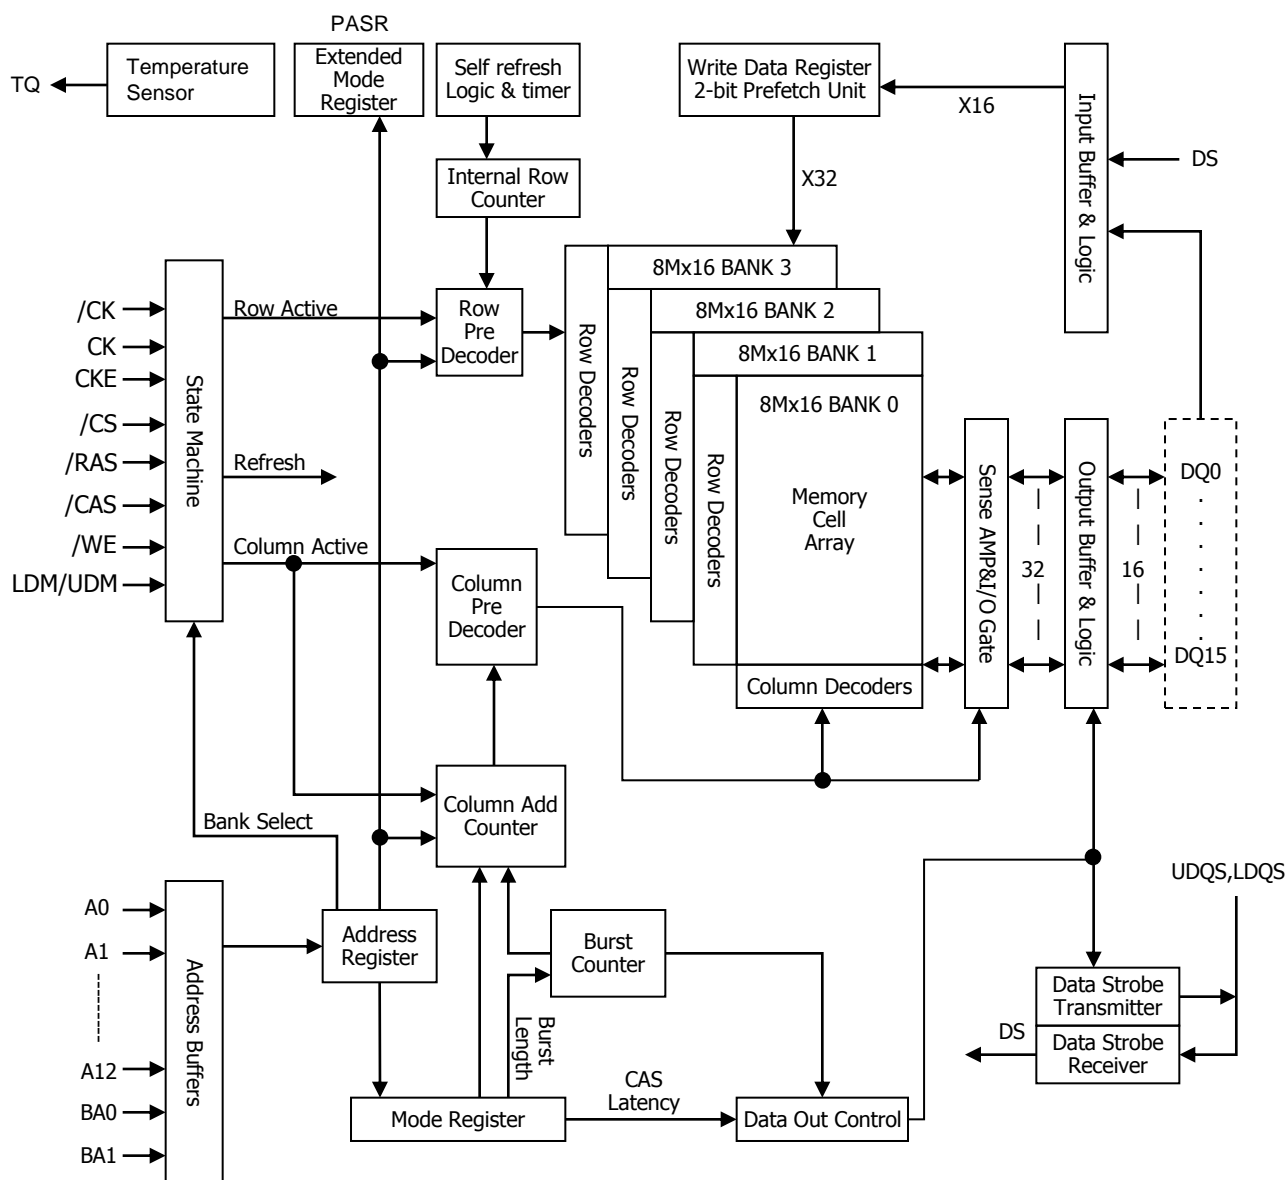 PASR
TQ
Temperature
Sensor
Extended
Mode
Register
Self refresh
Logic & timer
Write Data Register
2-bit Prefetch Unit
X16
Input Buffer & Logic
DS
Internal Row
Counter
X32
8Mx16 BANK 3
8Mx16 BANK 2
8Mx16 BANK 1
8Mx16 BANK 0
Row Decoders
Row Decoders
Row Decoders
Row Decoders
Memory
Cell
Array
Column Decoders
Row
Pre
Decoder
Row Active
/CK
CK
CKE
/CS
/RAS
/CAS
/WE
LDM/UDM
State Machine
Refresh
Column Active
Column
Pre
Decoder
Sense AMP&I/O Gate
32
Output Buffer & Logic
16
DQ0
DQ15
Column Add
Counter
Bank Select
A0
A1
A12
BA0
BA1
Address Buffers
Address
Register
Burst
Counter
Burst
Length
Mode Register
CAS
Latency
Data Out Control
UDQS,LDQS
Data Strobe
Transmitter
DS
Data Strobe
Receiver